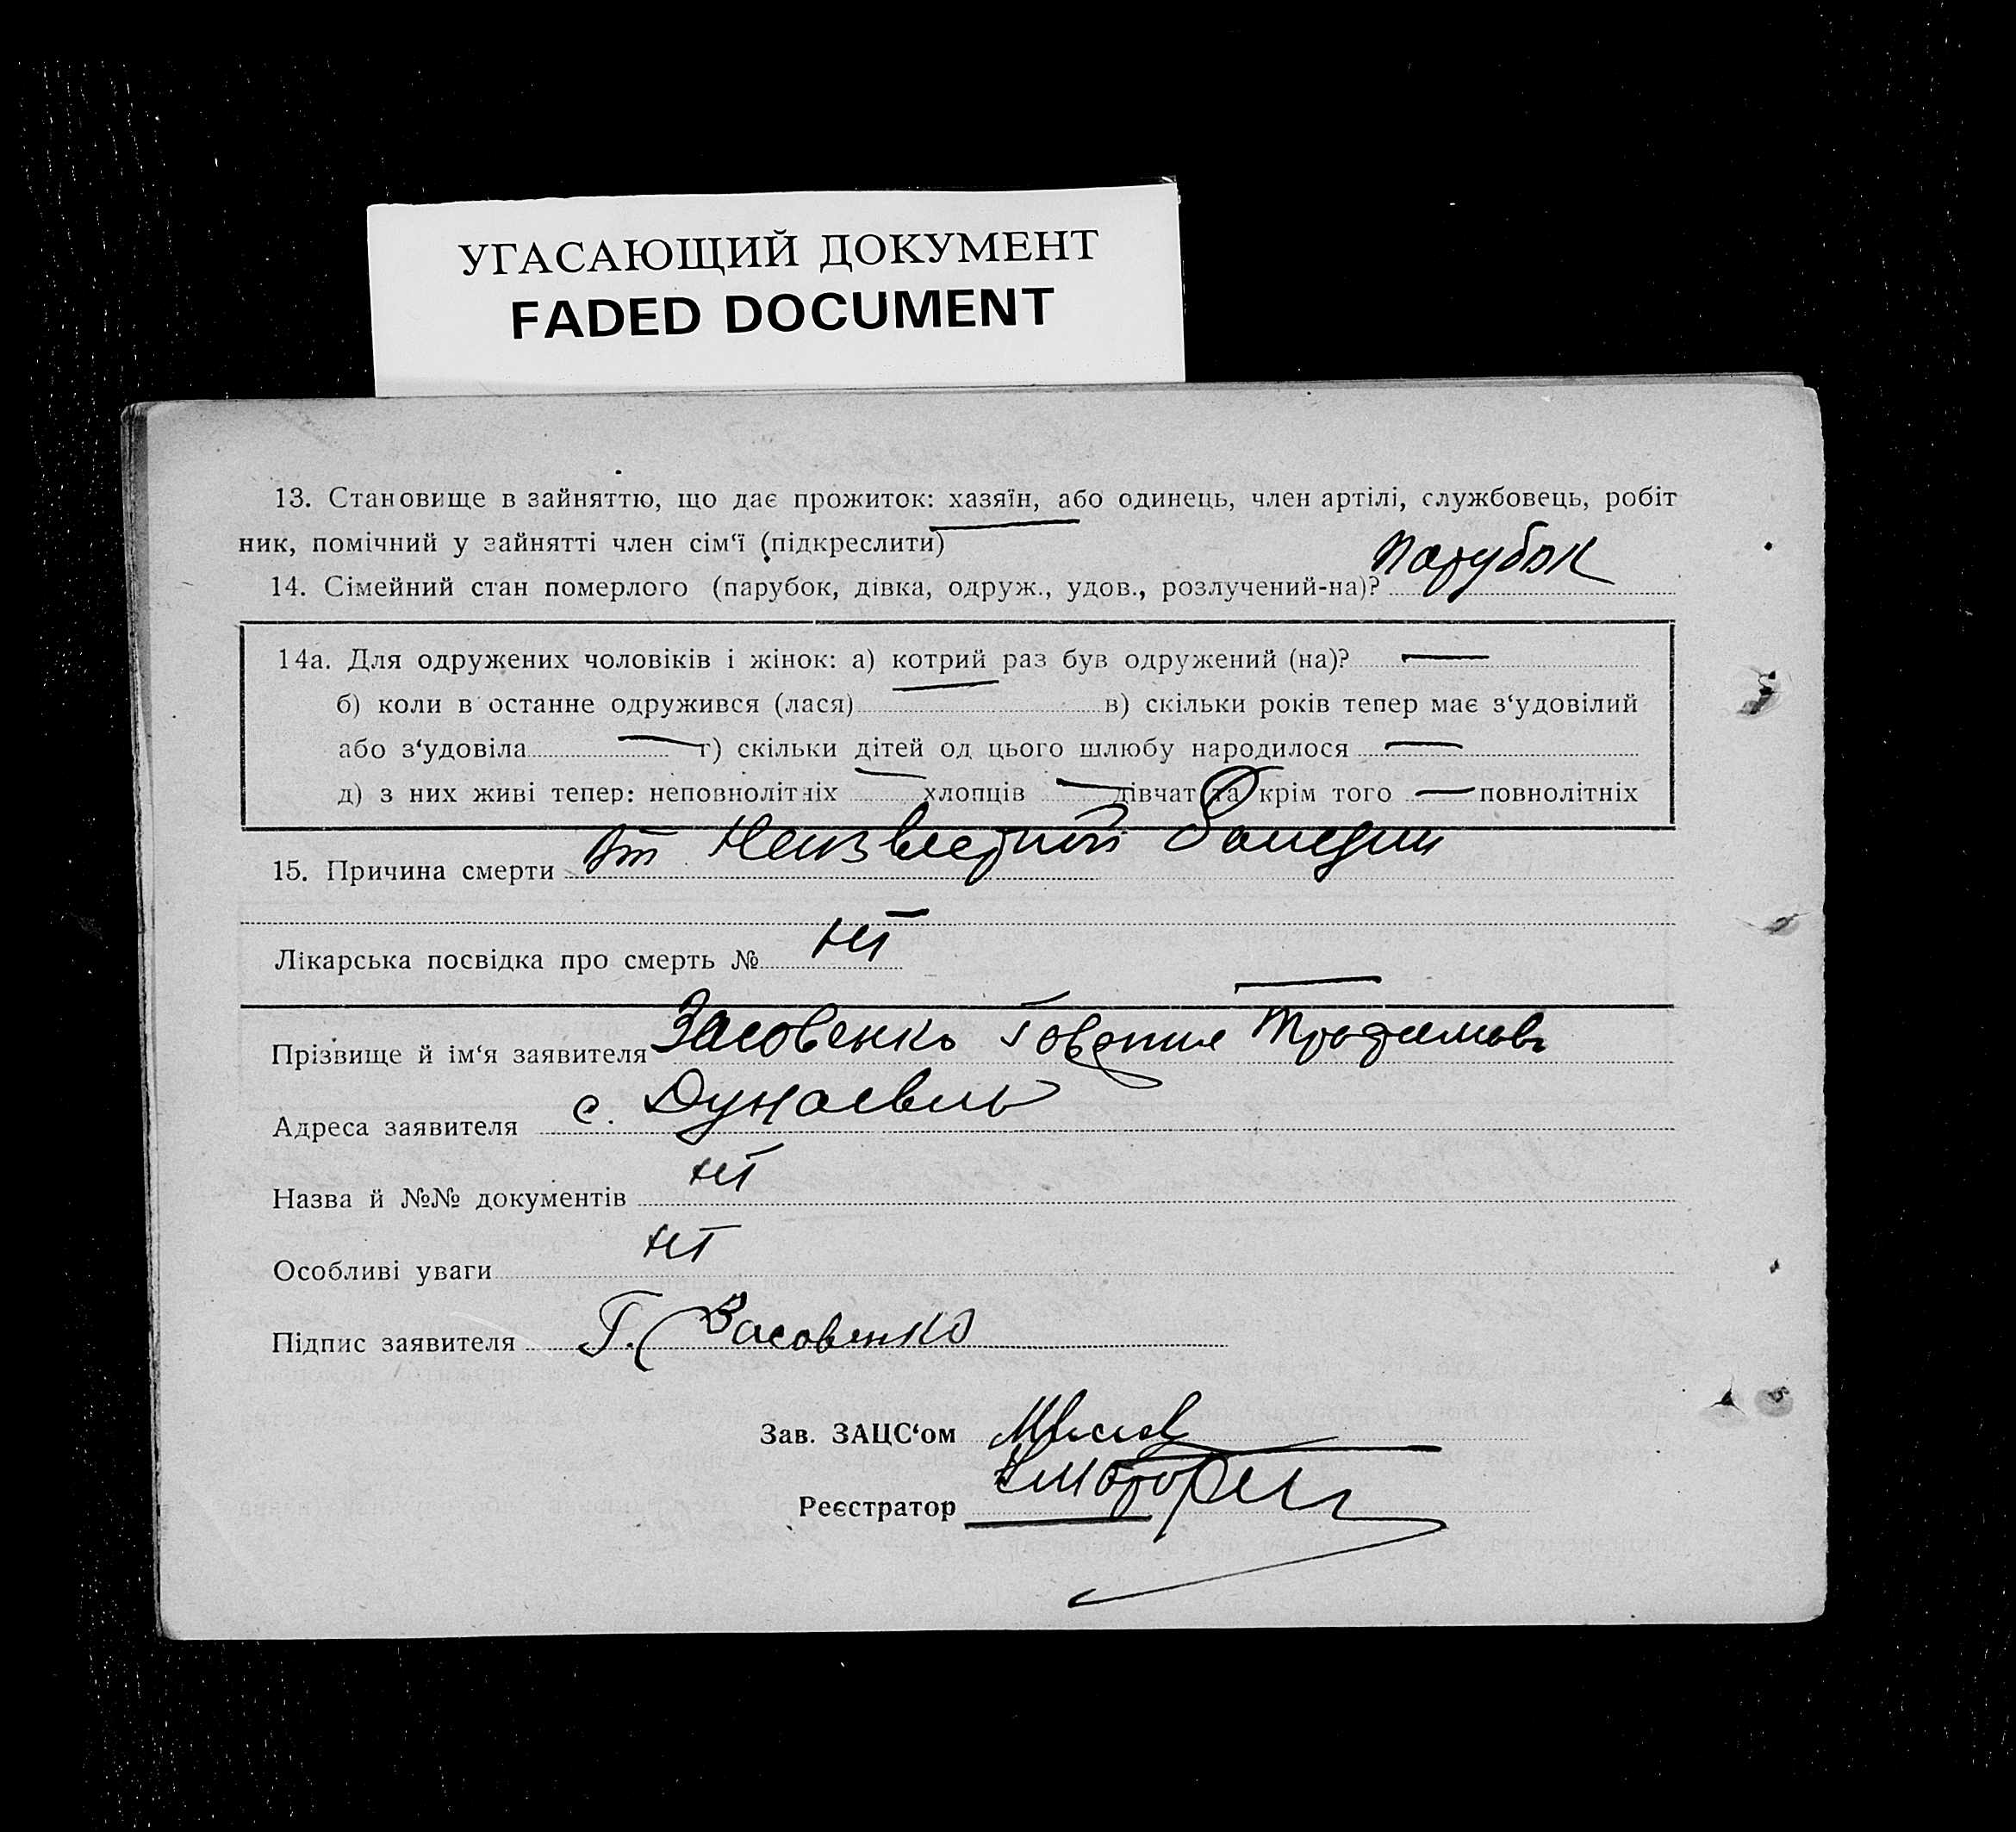 УГАСАЮЩИЙ ДОКУМЕНТ
FADED DOCUMENT
13. Становище в зайняттю, що дає прожиток: хазяїн, або одинець, член артілі, службовець, робіт
ник, помічний у зайнятті член сім‘ї (підкреслити)
14. Сімейний стан померлого (парубок, дівка, одруж., удов., розлучений-на)? парубок
14а. Для одружених чоловіків і жінок: а) котрий раз був одружений (на)? —
б) коли в останне одружився (лася) — в) скільки років тепер має з‘удовілий
або з‘удовіла — г) скільки дітей од цього шлюбу народилося —
д) з них живі тепер: неповнолітніх — хлопців — дівчат та крім того — повнолітніх
15. Причина смерти От Неизвесной болезни
Лікарська посвідка про смерть № нет
Прізвище й ім‘я заявителя Засовенко
Адреса заявителя с. Дунаевка
Назва й №№ документів нет
Особливі уваги нет
Підпис заявителя Г. Засовенко
Зав. ЗАЦС‘ом
Реєстратор